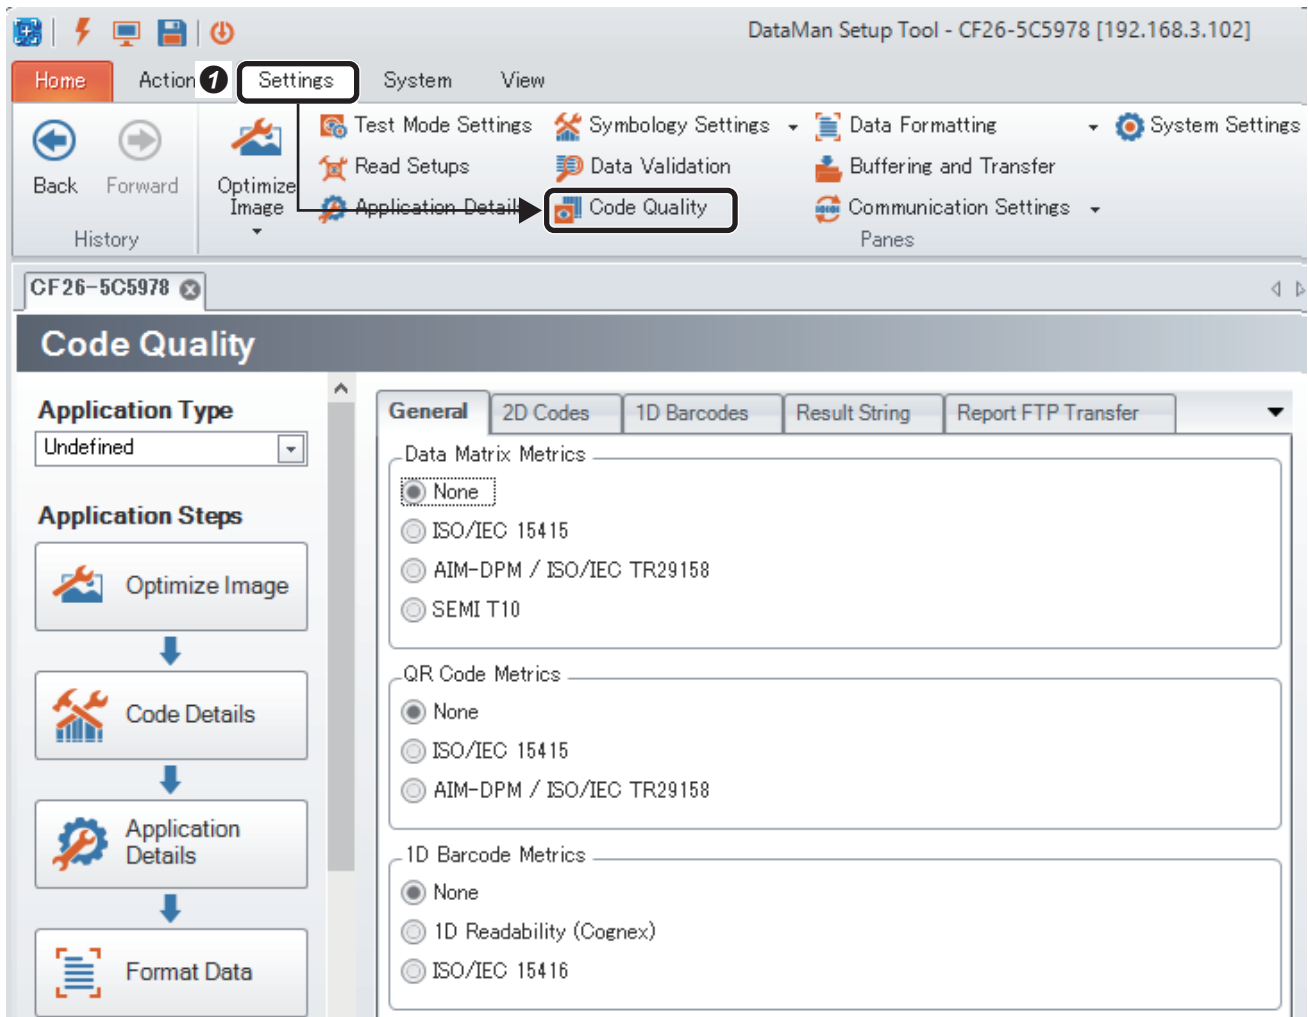 DataMan Setup Tool - CF26-5C5978 [192.168.3.102]
Home Action 1 Settings System View
Test Mode Settings Symbology Settings Data Formatting System Settings
Read Setups Data Validation Buffering and Transfer
Back Forward Optimize Image Application Details Code Quality Communication Settings
History Panes
CF26-5C5978
Code Quality
Application Type
Undefined
Application Steps
Optimize Image
Code Details
Application
Details
Format Data
General 2D Codes 1D Barcodes Result String Report FTP Transfer
Data Matrix Metrics
None
ISO/IEC 15415
AIM-DPM / ISO/IEC TR29158
SEMI T10
QR Code Metrics
None
ISO/IEC 15415
AIM-DPM / ISO/IEC TR29158
1D Barcode Metrics
None
1D Readability (Cognex)
ISO/IEC 15416